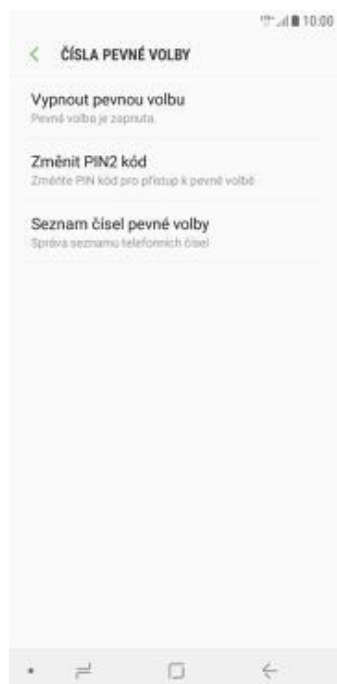 10:00
ČÍSLA PEVNÉ VOLBY
Vypnout pevnou volbu
Pevná volba je zapnuta.
Změnit PIN2 kód
Změňte PIN kód pro přístup k pevné volbě
Seznam čísel pevné volby
Správa seznamu telefonních čísel